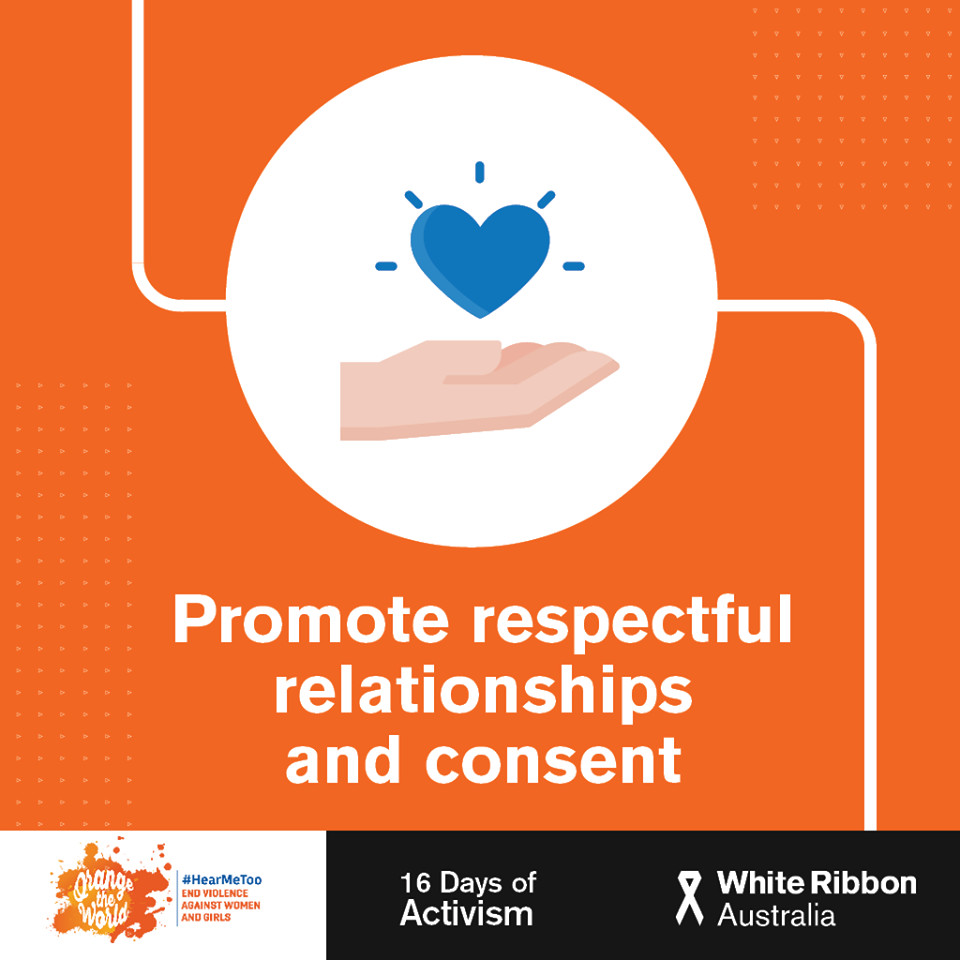 Promote respectful
relationships
and consent
Orange
the
World
#HearMeToo
END VIOLENCE
AGAINST WOMEN
AND GIRLS
16 Days of
Activism
White Ribbon
Australia